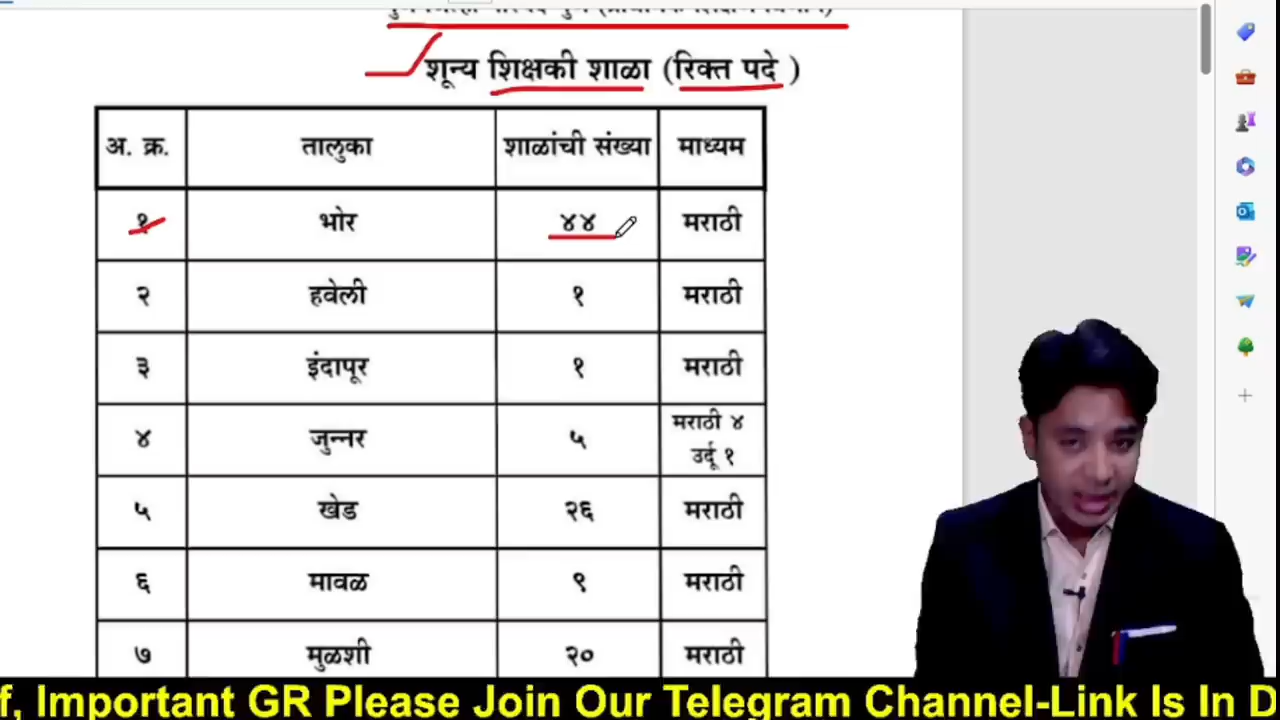 शून्य शिक्षकी शाळा (रिक्त पदे )
अ. क्र. तालुका शाळांची संख्या माध्यम
१ भोर ४४ मराठी
२ हवेली १ मराठी
३ इंदापूर १ मराठी
४ जुन्नर ५ मराठी ४
उर्दू १
५ खेड २६ मराठी
६ मावळ ९ मराठी
७ मुळशी २० मराठी
f, Important GR Please Join Our Telegram Channel-Link Is In D